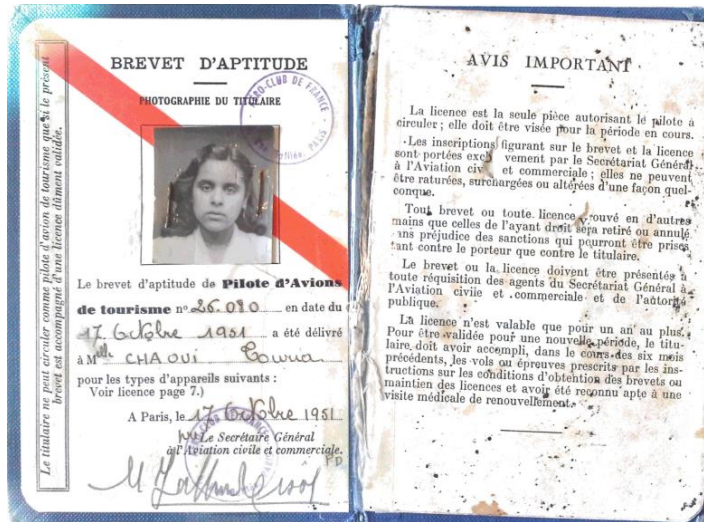 Le titulaire ne peut circuler comme pilote d'avion de tourisme que si le présent
brevet est accompagné d'une licence dûment validée.
BREVET D'APTITUDE
PHOTOGRAPHIE DU TITULAIRE
AÉRO-CLUB DE FRANCE
PARIS
Le brevet d'aptitude de Pilote d'Avions
de tourisme nº 26.080 en date du
17 Octobre 1951 a été délivré
à Mlle CHAOUI Touria
pour les types d'appareils suivants :
Voir licence page 7.)
A Paris, le 17 Octobre 1951
Le Secrétaire Général
à l'Aviation civile et commerciale.
AVIS IMPORTANT
La licence est la seule pièce autorisant le pilote à
circuler ; elle doit être visée pour la période en cours.
Les inscriptions figurant sur le brevet et la licence
sont portées exc vement par le Secrétariat Général
à l'Aviation civ et commerciale ; elles ne peuvent
être raturées, surchargées ou altérées d'une façon quel-
conque.
Tout brevet ou toute licence rouvé en d'autres
mains que celles de l'ayant droit sera retiré ou annulé
ans préjudice des sanctions qui pourront être prises
tant contre le porteur que contre le titulaire.
Le brevet ou la licence doivent être présentés à
toute réquisition des agents du Secrétariat Général à
l'Aviation civile et commerciale et de l'autorité
publique.
La licence n'est valable que pour un an au plus.
Pour être validée pour une nouvelle période, le titu-
laire doit avoir accompli, dans le cours des six mois
précédents, les vols ou épreuves prescrits par les ins-
tructions sur les conditions d'obtention des brevets ou
maintien des licences et avoir été reconnu apte à une
visite médicale de renouvellement.